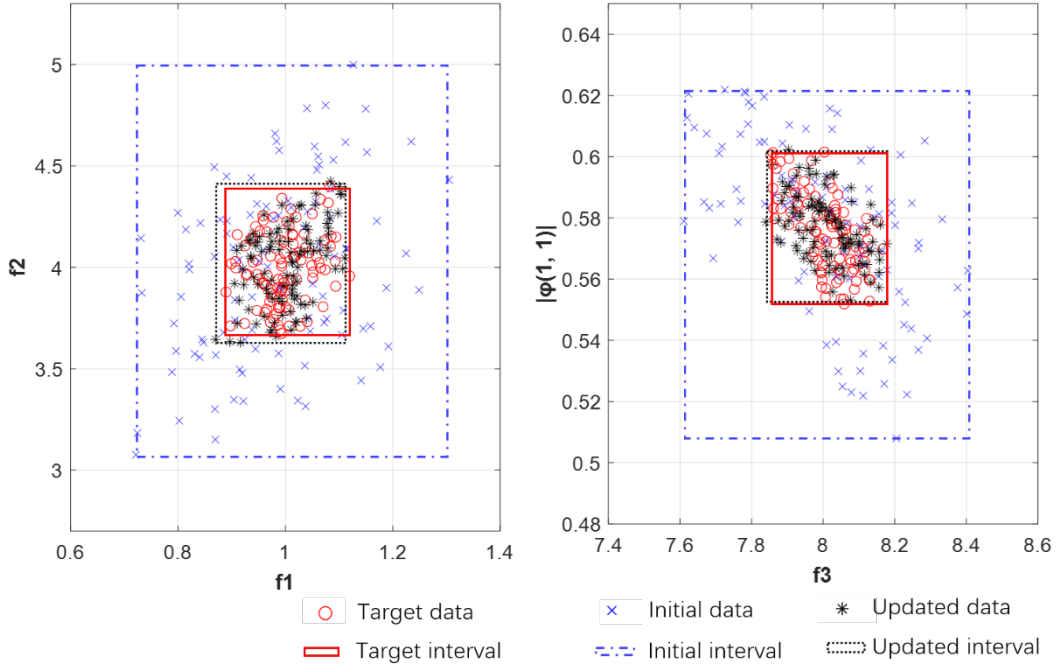 5
4.5
4
3.5
3
f2
0.6
0.8
1
1.2
1.4
f1
0.64
0.62
0.6
0.58
0.56
0.54
0.52
0.5
0.48
|φ(1, 1)|
7.4
7.6
7.8
8
8.2
8.4
8.6
f3
Target data
Initial data
Updated data
Target interval
Initial interval
Updated interval